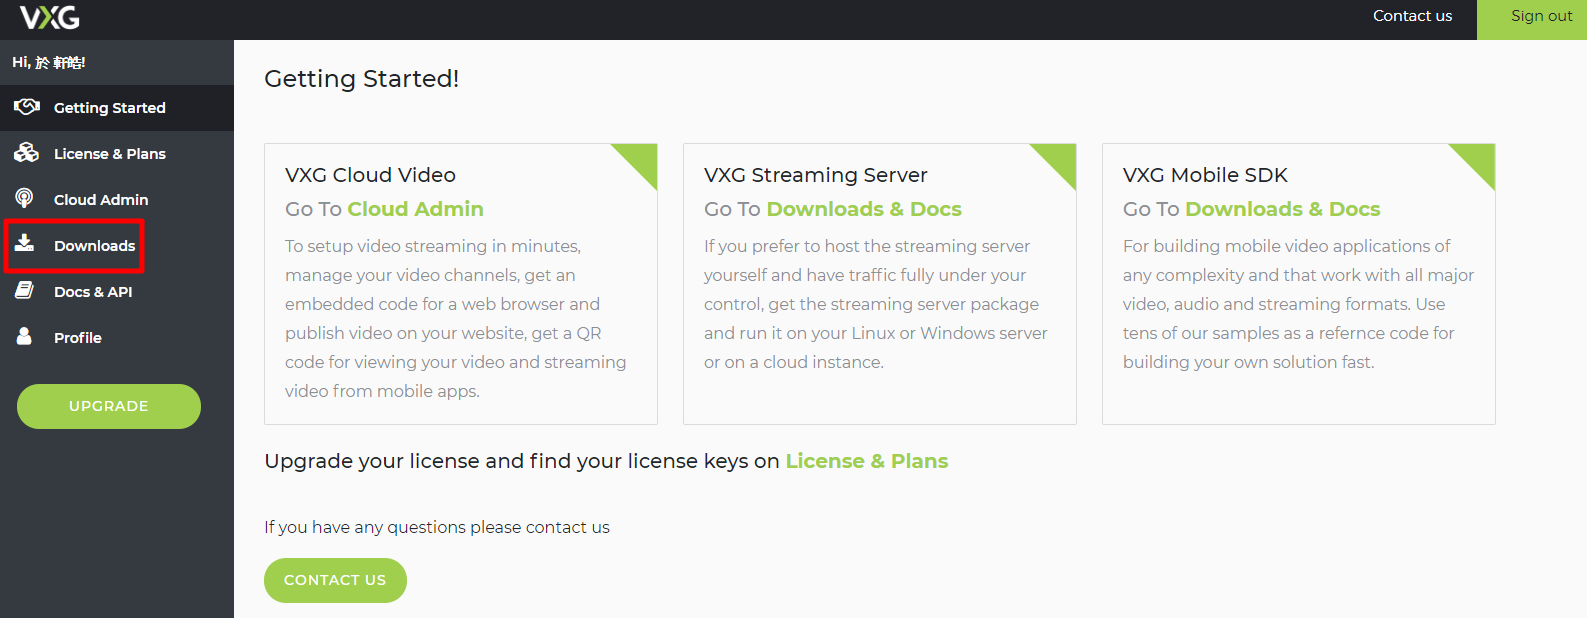 VXG
Contact us
Sign out
Hi, 於 軒皓!
Getting Started
License & Plans
Cloud Admin
Downloads
Docs & API
Profile
UPGRADE
Getting Started!
VXG Cloud Video
Go To Cloud Admin
To setup video streaming in minutes,
manage your video channels, get an
embedded code for a web browser and
publish video on your website, get a QR
code for viewing your video and streaming
video from mobile apps.
VXG Streaming Server
Go To Downloads & Docs
If you prefer to host the streaming server
yourself and have traffic fully under your
control, get the streaming server package
and run it on your Linux or Windows server
or on a cloud instance.
VXG Mobile SDK
Go To Downloads & Docs
For building mobile video applications of
any complexity and that work with all major
video, audio and streaming formats. Use
tens of our samples as a refernce code for
building your own solution fast.
Upgrade your license and find your license keys on License & Plans
If you have any questions please contact us
CONTACT US